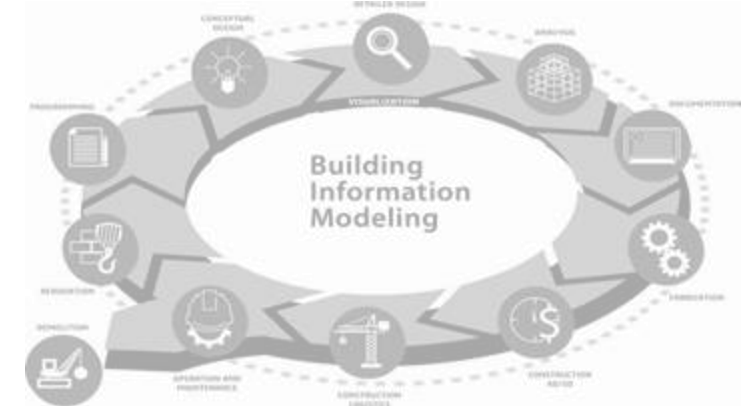 DETAILED DESIGN
CONCEPTUAL
DESIGN
ANALYSIS
PROGRAMMING
VISUALIZATION
DOCUMENTATION
Building
Information
Modeling
RENOVATION
FABRICATION
DEMOLITION
OPERATION AND
MAINTENANCE
CONSTRUCTION
4D/5D
CONSTRUCTION
LOGISTICS